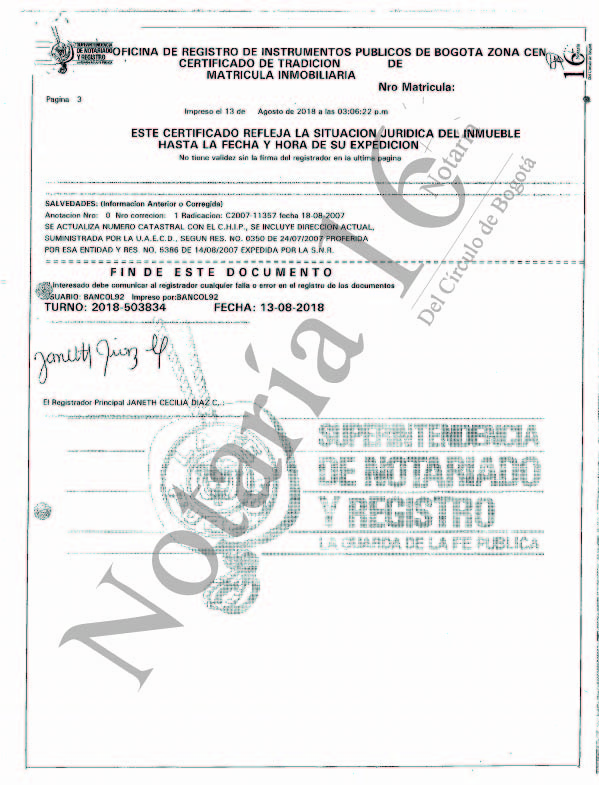 SUPERINTENDENCIA
DE NOTARIADO
Y REGISTRO
OFICINA DE REGISTRO DE INSTRUMENTOS PUBLICOS DE BOGOTA ZONA CEN
CERTIFICADO DE TRADICION DE
MATRICULA INMOBILIARIA
16
Nro Matricula:
Pagina 3
Impreso el 13 de Agosto de 2018 a las 03:06:22 p.m
ESTE CERTIFICADO REFLEJA LA SITUACION JURIDICA DEL INMUEBLE
HASTA LA FECHA Y HORA DE SU EXPEDICION
No tiene validez sin la firma del registrador en la ultima pagina
SALVEDADES: (Informacion Anterior o Corregida)
Anotacion Nro: 0 Nro correcion: 1 Radicacion: C2007-11357 fecha 18-08-2007
SE ACTUALIZA NUMERO CATASTRAL CON EL C.H.I.P., SE INCLUYE DIRECCION ACTUAL,
SUMINISTRADA POR LA U.A.E.C.D., SEGUN RES. NO. 0350 DE 24/07/2007 PROFERIDA
POR ESA ENTIDAD Y RES. NO. 5386 DE 14/08/2007 EXPEDIDA POR LA S.N.R.
FIN DE ESTE DOCUMENTO
interesado debe comunicar al registrador cualquier falla o error en el registro de los documentos
USUARIO: BANCOL92 Impreso por:BANCOL92
TURNO: 2018-503834 FECHA: 13-08-2018
El Registrador Principal JANETH CECILIA DIAZ C.
SUPERINTENDENCIA
DE NOTARIADO
Y REGISTRO
LA GUARDA DE LA FE PUBLICA
Notaría 16
Notaría
Del Círculo de Bogotá